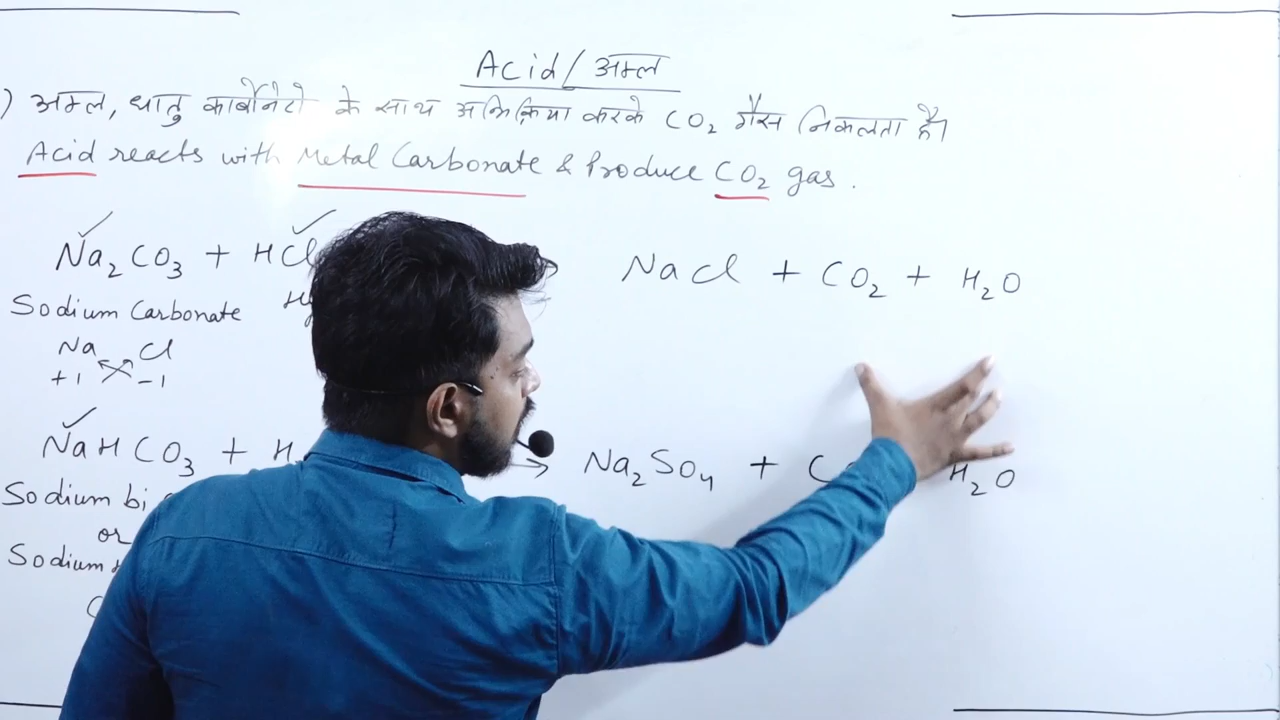 Acid / अम्ल
) अम्ल, धातु कार्बोनेटो के साथ अभिक्रिया करके CO₂ गैस निकलता है।
Acid reacts with Metal Carbonate & Produce CO₂ gas.
Na₂CO₃ + HCl NaCl + CO₂ + H₂O
Sodium Carbonate
Na Cl
+1 -1
NaHCO₃ + → Na₂SO₄ + H₂O
Sodium bi
or
Sodium